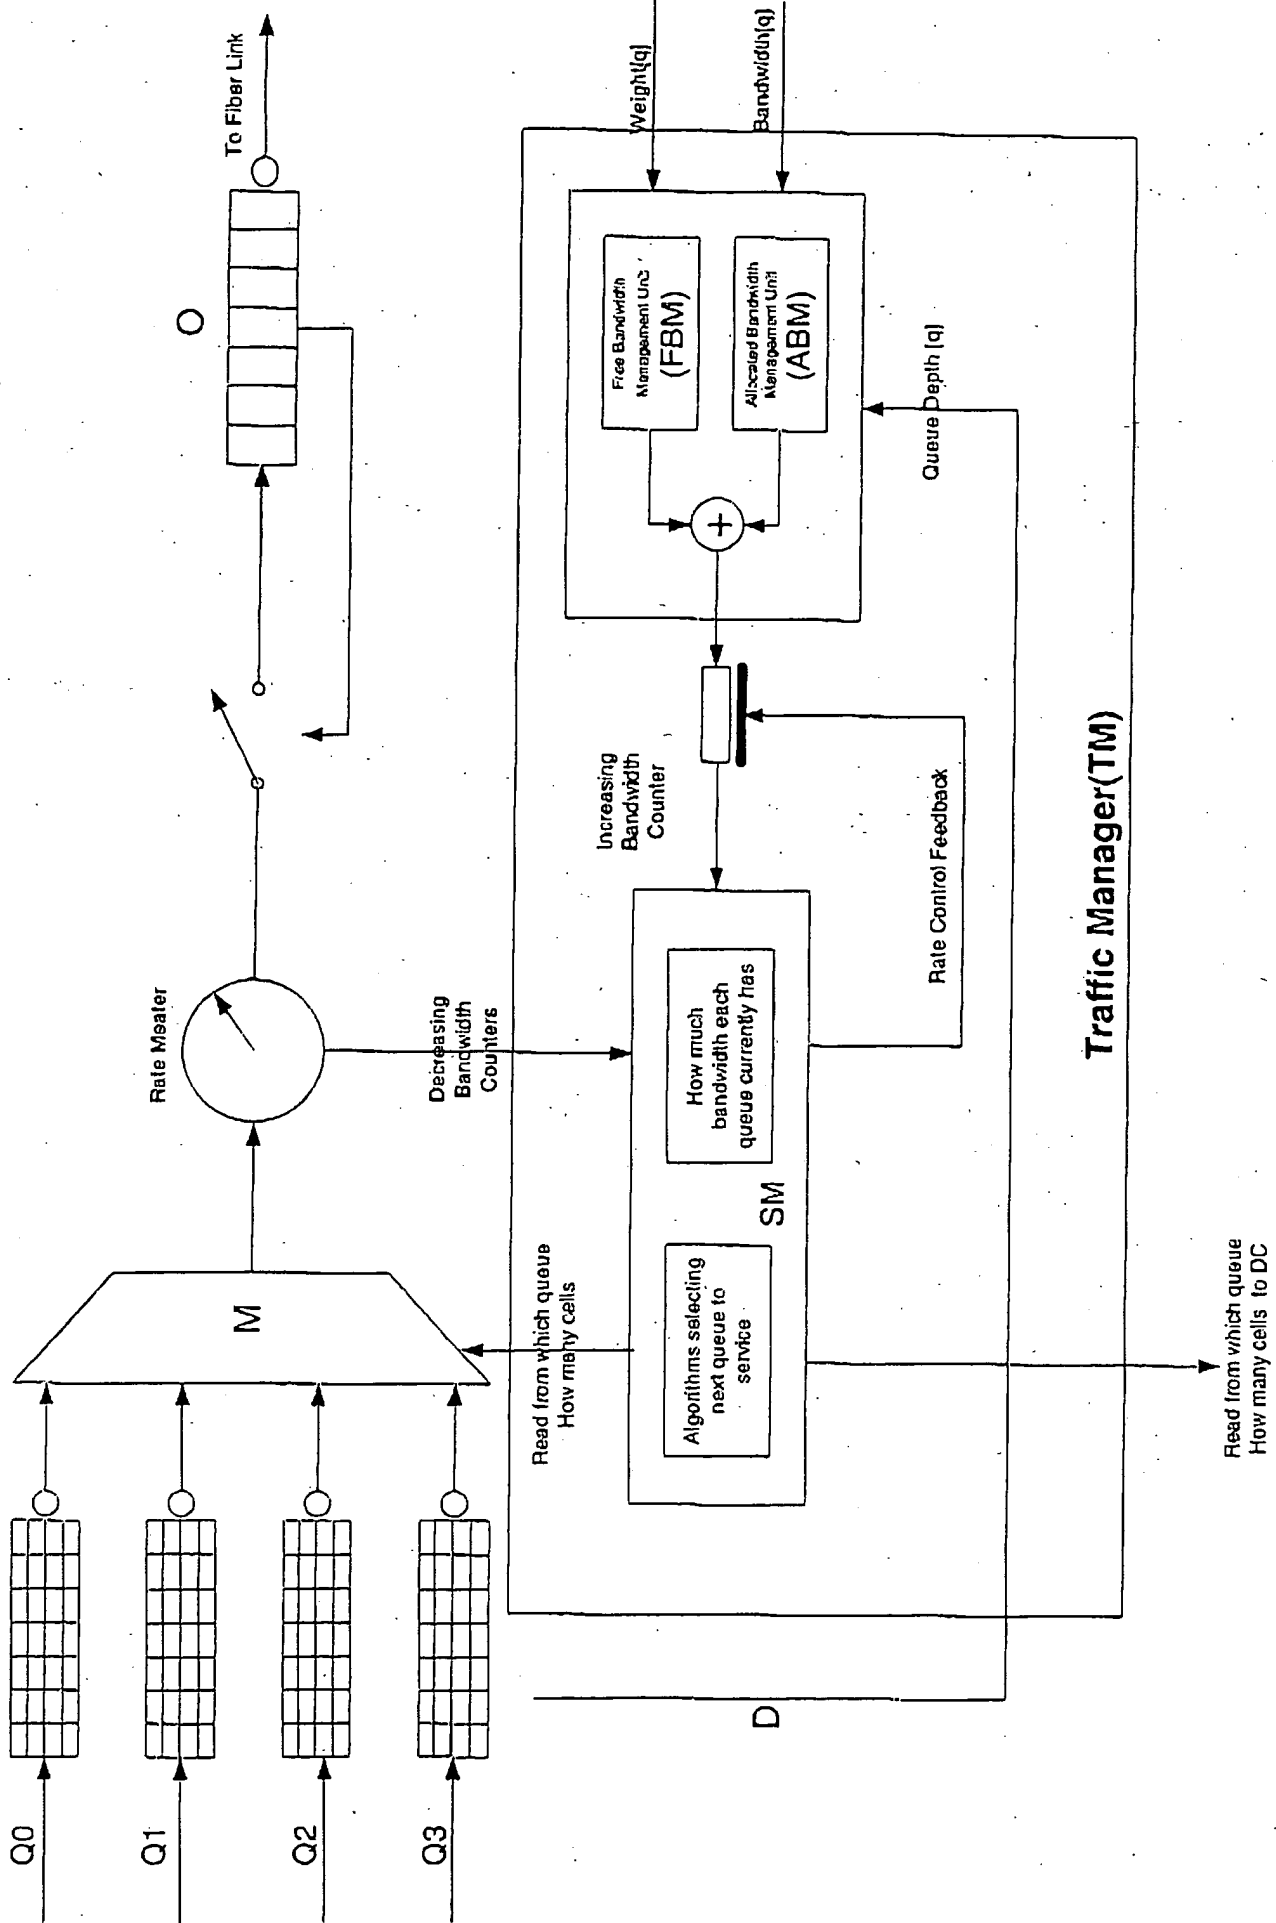 Q0
Q1
Q2
Q3
M
Rate Meater
O
To Fiber Link
Decreasing
Bandwidth
Counters
Read from which queue
How many cells
Increasing
Bandwidth
Counter
Weight[q]
Bandwidth[q]
Free Bandwidth
Management Unit
(FBM)
Allocated Bandwidth
Management Unit
(ABM)
+
Algorithms selecting
next queue to
service
SM
How much
bandwidth each
queue currently has
Rate Control Feedback
Queue Depth [q]
D
Traffic Manager(TM)
Read from which queue
How many cells to DC